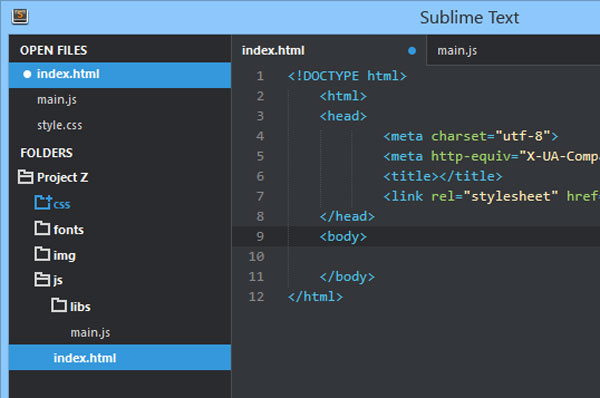 Sublime Text
OPEN FILES
index.html
main.js
style.css
FOLDERS
Project Z
css
fonts
img
js
libs
main.js
index.html
index.html
main.js
1 <!DOCTYPE html>
2 <html>
3 <head>
4 <meta charset="utf-8">
5 <meta http-equiv="X-UA-Compa
6 <title></title>
7 <link rel="stylesheet" href=
8 </head>
9 <body>
10
11 </body>
12 </html>